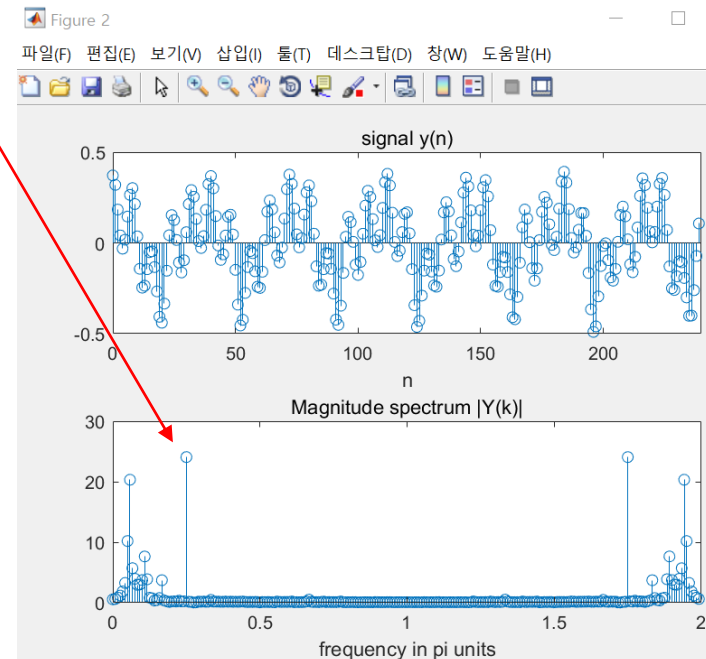 Figure 2
파일(F) 편집(E) 보기(V) 삽입(I) 툴(T) 데스크탑(D) 창(W) 도움말(H)
signal y(n)
0.5
0
-0.5
0 50 100 150 200
n
Magnitude spectrum |Y(k)|
30
20
10
0
0 0.5 1 1.5 2
frequency in pi units